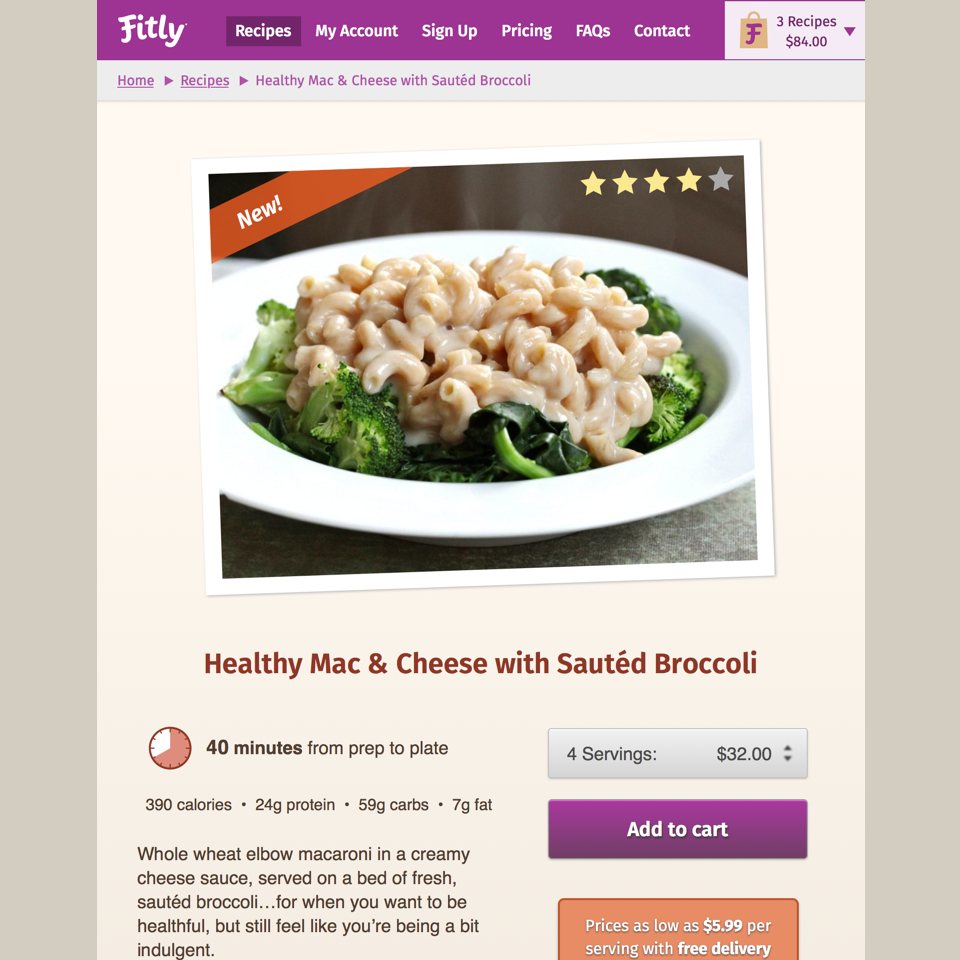 Fitly
Recipes My Account Sign Up Pricing FAQs Contact
3 Recipes
$84.00
Home ▶ Recipes ▶ Healthy Mac & Cheese with Sautéd Broccoli
New!
Healthy Mac & Cheese with Sautéd Broccoli
40 minutes from prep to plate
390 calories • 24g protein • 59g carbs • 7g fat
Whole wheat elbow macaroni in a creamy
cheese sauce, served on a bed of fresh,
sautéd broccoli…for when you want to be
healthful, but still feel like you’re being a bit
indulgent.
4 Servings: $32.00
Add to cart
Prices as low as $5.99 per
serving with free delivery